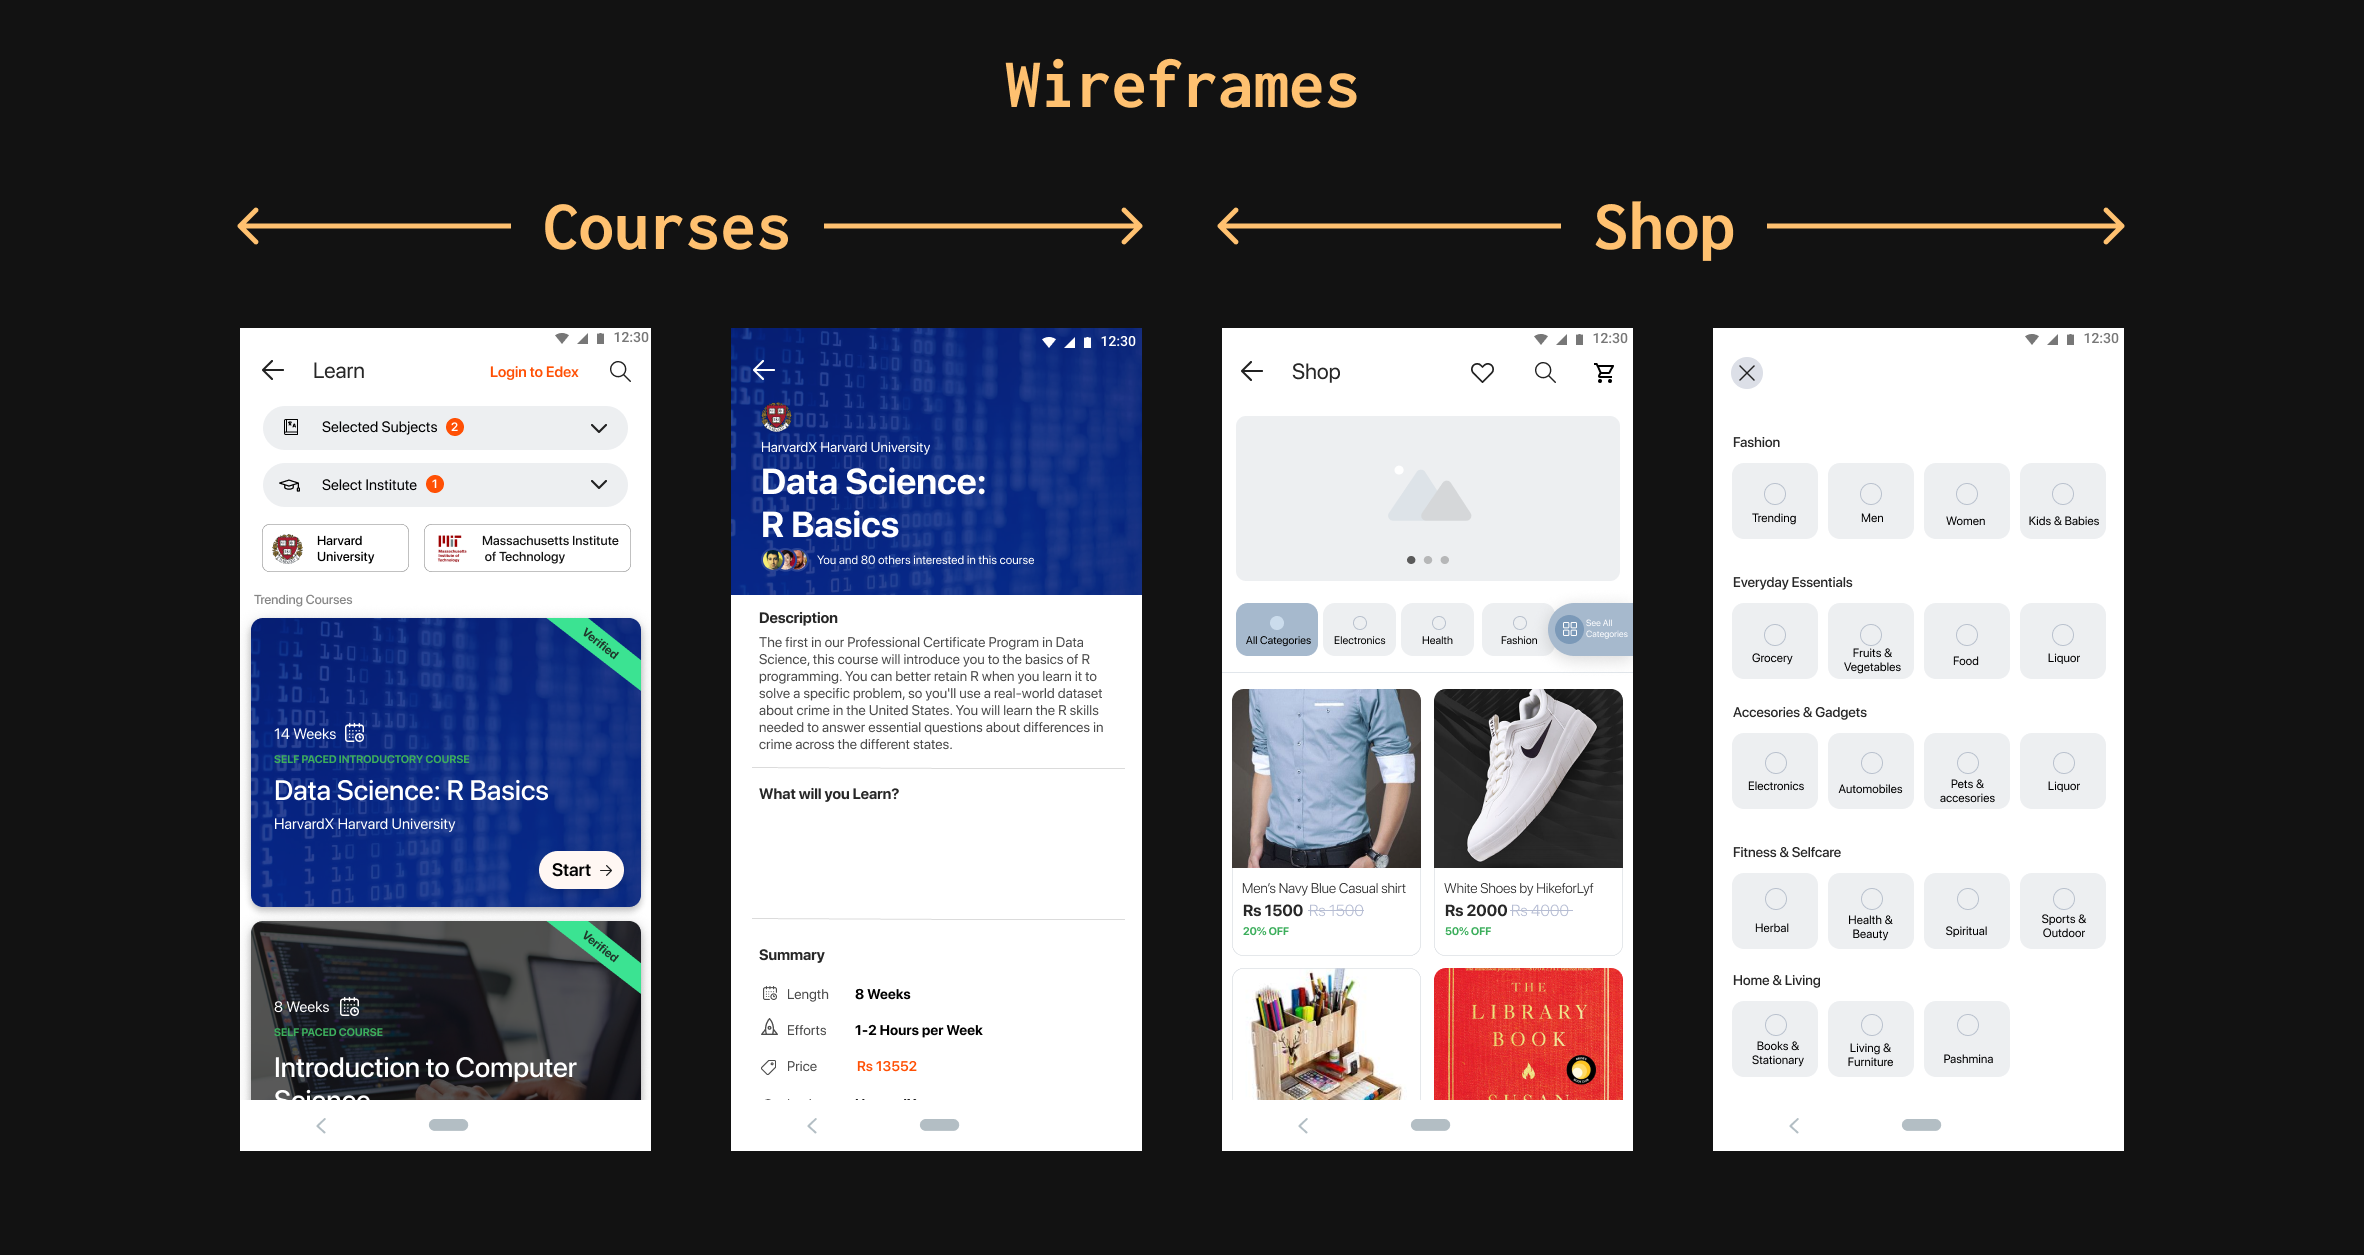 Wireframes
Courses
Shop
12:30
Learn
Login to Edex
Selected Subjects 2
Select Institute 1
Harvard
University
Massachusetts
Institute of
Technology
Massachusetts Institute
of Technology
Trending Courses
Verified
14 Weeks
SELF PACED INTRODUCTORY COURSE
Data Science: R Basics
HarvardX Harvard University
Start
Verified
8 Weeks
SELF PACED COURSE
Introduction to Computer
Science
12:30
HarvardX Harvard University
Data Science:
R Basics
You and 80 others interested in this course
Description
The first in our Professional Certificate Program in Data
Science, this course will introduce you to the basics of R
programming. You can better retain R when you learn it to
solve a specific problem, so you'll use a real-world dataset
about crime in the United States. You will learn the R skills
needed to answer essential questions about differences in
crime across the different states.
What will you Learn?
Summary
Length 8 Weeks
Efforts 1-2 Hours per Week
Price Rs 13552
12:30
Shop
All Categories
Electronics
Health
Fashion
See All
Categories
Men's Navy Blue Casual shirt
Rs 1500 Rs 1500
20% OFF
White Shoes by HikeforLyf
Rs 2000 Rs 4000
50% OFF
THE
LIBRARY
BOOK
SUSAN
12:30
Fashion
Trending
Men
Women
Kids & Babies
Everyday Essentials
Grocery
Fruits &
Vegetables
Food
Liquor
Accesories & Gadgets
Electronics
Automobiles
Pets &
accesories
Liquor
Fitness & Selfcare
Herbal
Health &
Beauty
Spiritual
Sports &
Outdoor
Home & Living
Books &
Stationary
Living &
Furniture
Pashmina